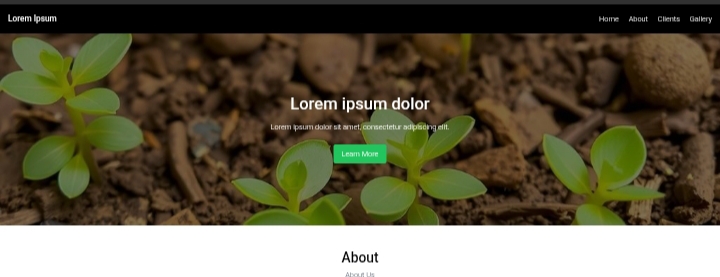 Lorem Ipsum
Home About Clients Gallery
Lorem ipsum dolor
Lorem ipsum dolor sit amet, consectetur adipiscing elit.
Learn More
About
About Us